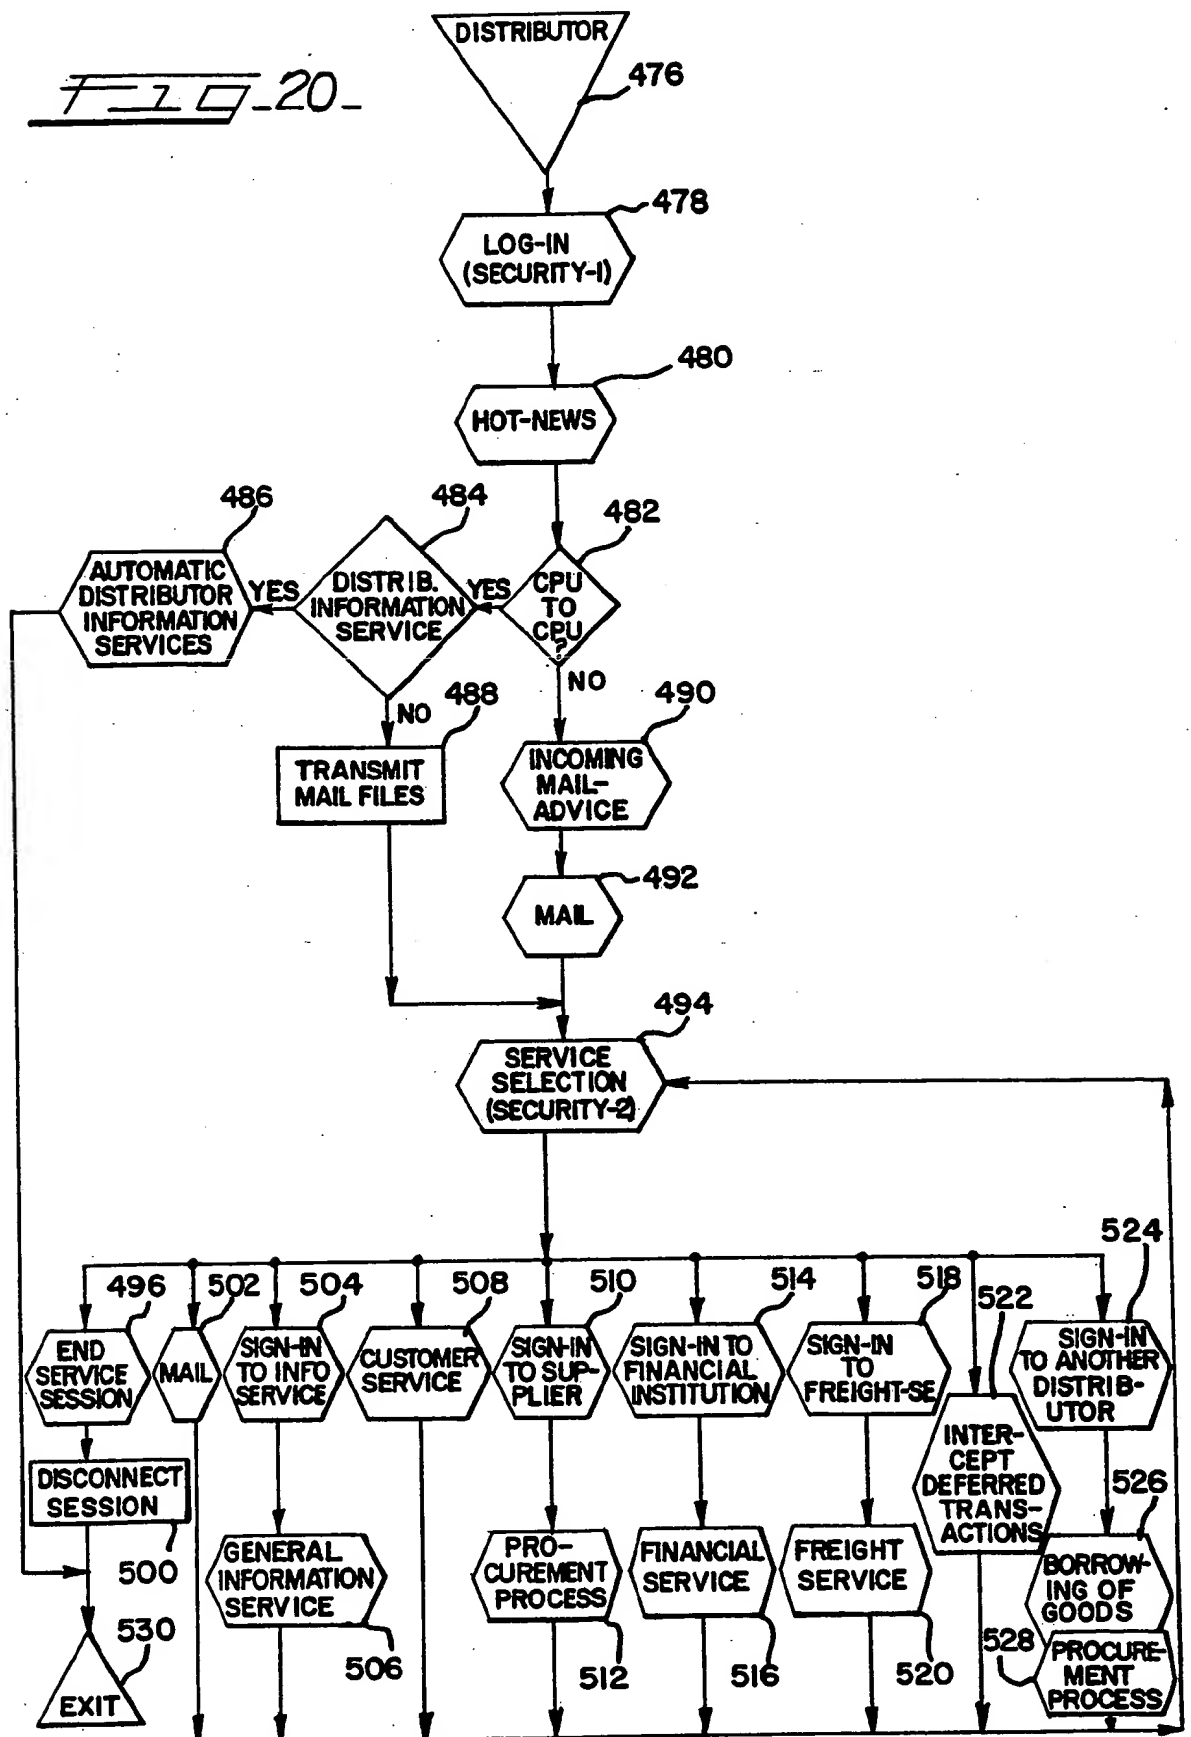 DISTRIBUTOR
Fig-20-
476
478
LOG-IN
(SECURITY-1)
480
HOT-NEWS
486
484
482
AUTOMATIC
DISTRIBUTOR
INFORMATION
SERVICES
YES
DISTRIB.
INFORMATION
SERVICE
YES
CPU
TO
CPU
?
NO
488
NO
490
TRANSMIT
MAIL FILES
INCOMING
MAIL-
ADVICE
492
MAIL
494
SERVICE
SELECTION
(SECURITY-2)
496
502
504
508
510
514
518
522
524
END
SERVICE
SESSION
MAIL
SIGN-IN
TO INFO
SERVICE
CUSTOMER
SERVICE
SIGN-IN
TO SUP-
PLIER
SIGN-IN TO
FINANCIAL
INSTITUTION
SIGN-IN
TO
FREIGHT-SE
SIGN-IN
TO ANOTHER
DISTRIB-
UTOR
INTER-
CEPT
DEFERRED
TRANS-
ACTIONS
DISCONNECT
SESSION
500
526
GENERAL
INFORMATION
SERVICE
506
PRO-
CUREMENT
PROCESS
512
FINANCIAL
SERVICE
516
FREIGHT
SERVICE
520
BORROW-
ING OF
GOODS
528
PROCURE-
MENT
PROCESS
530
EXIT